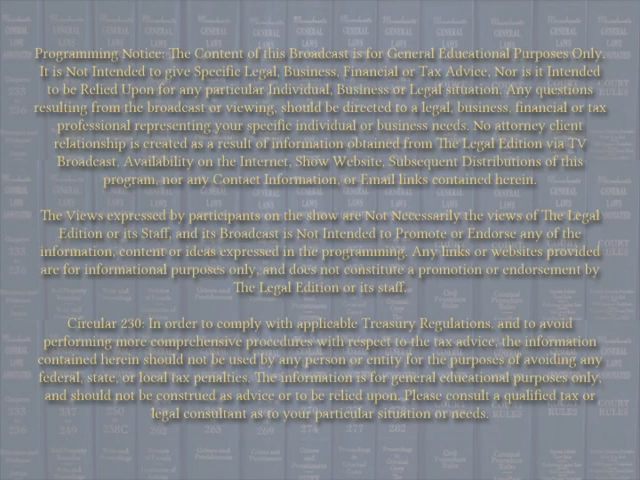 Programming Notice: The Content of this Broadcast is for General Educational Purposes Only.
It is Not Intended to give Specific Legal, Business, Financial or Tax Advice, Nor is it Intended
to be Relied Upon for any particular Individual, Business or Legal situation. Any questions
resulting from the broadcast or viewing, should be directed to a legal, business, financial or tax
professional representing your specific individual or business needs. No attorney client
relationship is created as a result of information obtained from The Legal Edition via TV
Broadcast, Availability on the Internet, Show Website, Subsequent Distributions of this
program, nor any Contact Information, or Email links contained herein.
The Views expressed by participants on the show are Not Necessarily the views of The Legal
Edition or its Staff, and its Broadcast is Not Intended to Promote or Endorse any of the
information, content or ideas expressed in the programming. Any links or websites provided
are for informational purposes only, and does not constitute a promotion or endorsement by
The Legal Edition or its staff.
Circular 230: In order to comply with applicable Treasury Regulations, and to avoid
performing more comprehensive procedures with respect to the tax advice, the information
contained herein should not be used by any person or entity for the purposes of avoiding any
federal, state, or local tax penalties. The information is for general educational purposes only,
and should not be construed as advice or to be relied upon. Please consult a qualified tax or
legal consultant as to your particular situation or needs.